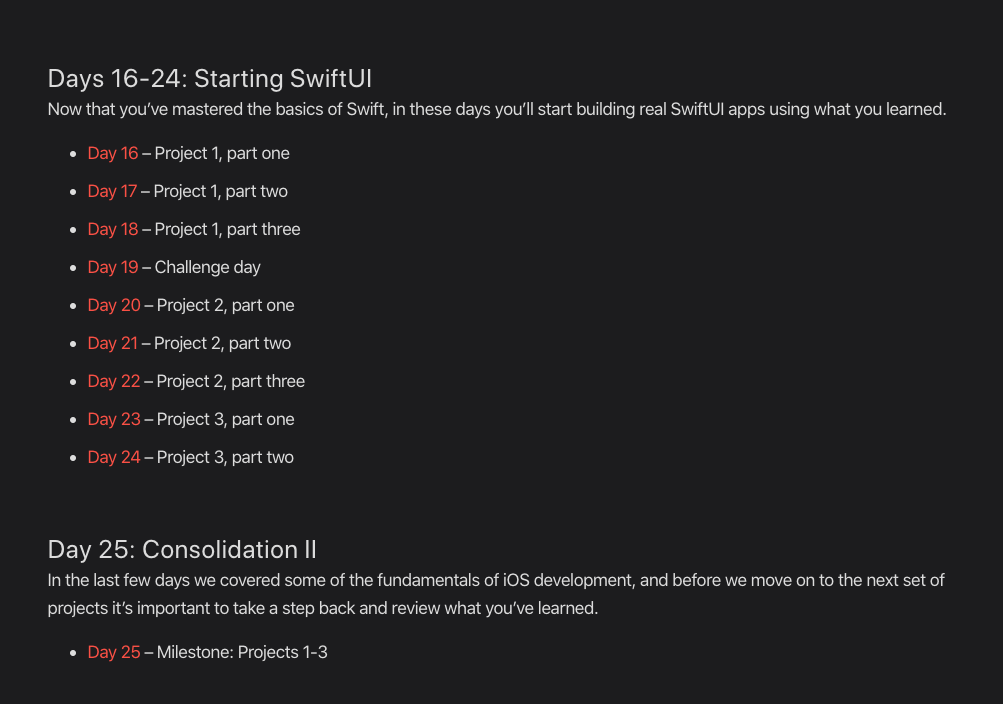 Days 16-24: Starting SwiftUI
Now that you’ve mastered the basics of Swift, in these days you’ll start building real SwiftUI apps using what you learned.
• Day 16 – Project 1, part one
• Day 17 – Project 1, part two
• Day 18 – Project 1, part three
• Day 19 – Challenge day
• Day 20 – Project 2, part one
• Day 21 – Project 2, part two
• Day 22 – Project 2, part three
• Day 23 – Project 3, part one
• Day 24 – Project 3, part two
Day 25: Consolidation II
In the last few days we covered some of the fundamentals of iOS development, and before we move on to the next set of
projects it’s important to take a step back and review what you’ve learned.
• Day 25 – Milestone: Projects 1-3